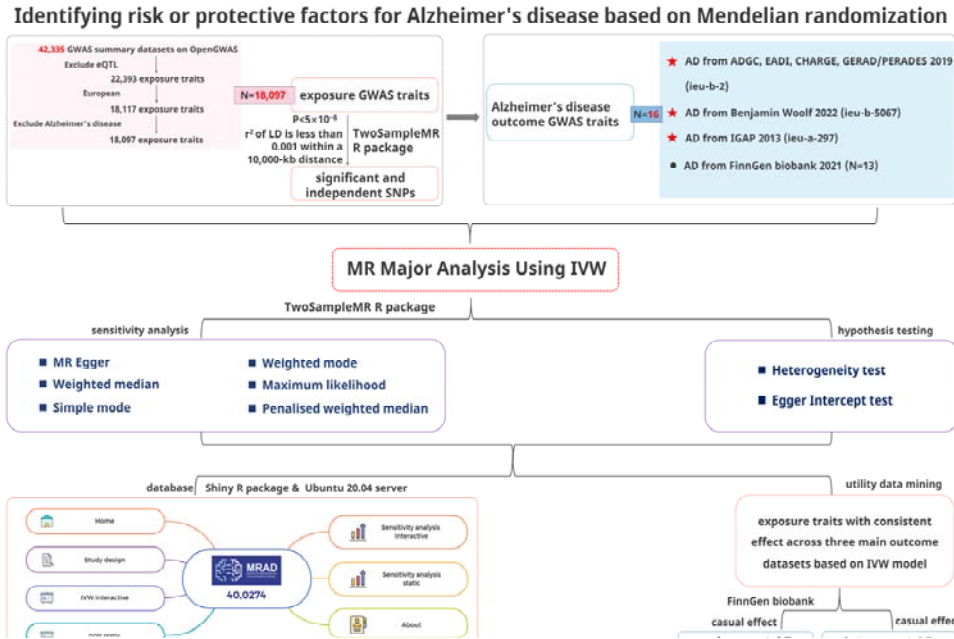 Identifying risk or protective factors for Alzheimer's disease based on Mendelian randomization
42,335 GWAS summary datasets on OpenGWAS
Exclude eQTL
22,393 exposure traits
European
18,117 exposure traits
Exclude Alzheimer's disease
18,097 exposure traits
N=18,097
exposure GWAS traits
P<5×10⁻⁸
r² of LD is less than
0.001 within a
10,000-kb distance
TwoSampleMR
R package
significant and
independent SNPs
Alzheimer's disease
outcome GWAS traits
N=16
★ AD from ADGC, EADI, CHARGE, GERAD/PERADES 2019
(ieu-b-2)
★ AD from Benjamin Woolf 2022 (ieu-b-5067)
★ AD from IGAP 2013 (ieu-a-297)
● AD from FinnGen biobank 2021 (N=13)
MR Major Analysis Using IVW
TwoSampleMR R package
sensitivity analysis
■ MR Egger
■ Weighted median
■ Simple mode
■ Weighted mode
■ Maximum likelihood
■ Penalised weighted median
hypothesis testing
■ Heterogeneity test
■ Egger Intercept test
database
Shiny R package & Ubuntu 20.04 server
Home
Study design
IVW interactive
MRAD
40,0274
Sensitivity analysis
interactive
Sensitivity analysis
static
About
utility data mining
exposure traits with consistent
effect across three main outcome
datasets based on IVW model
FinnGen biobank
casual effect
casual effec